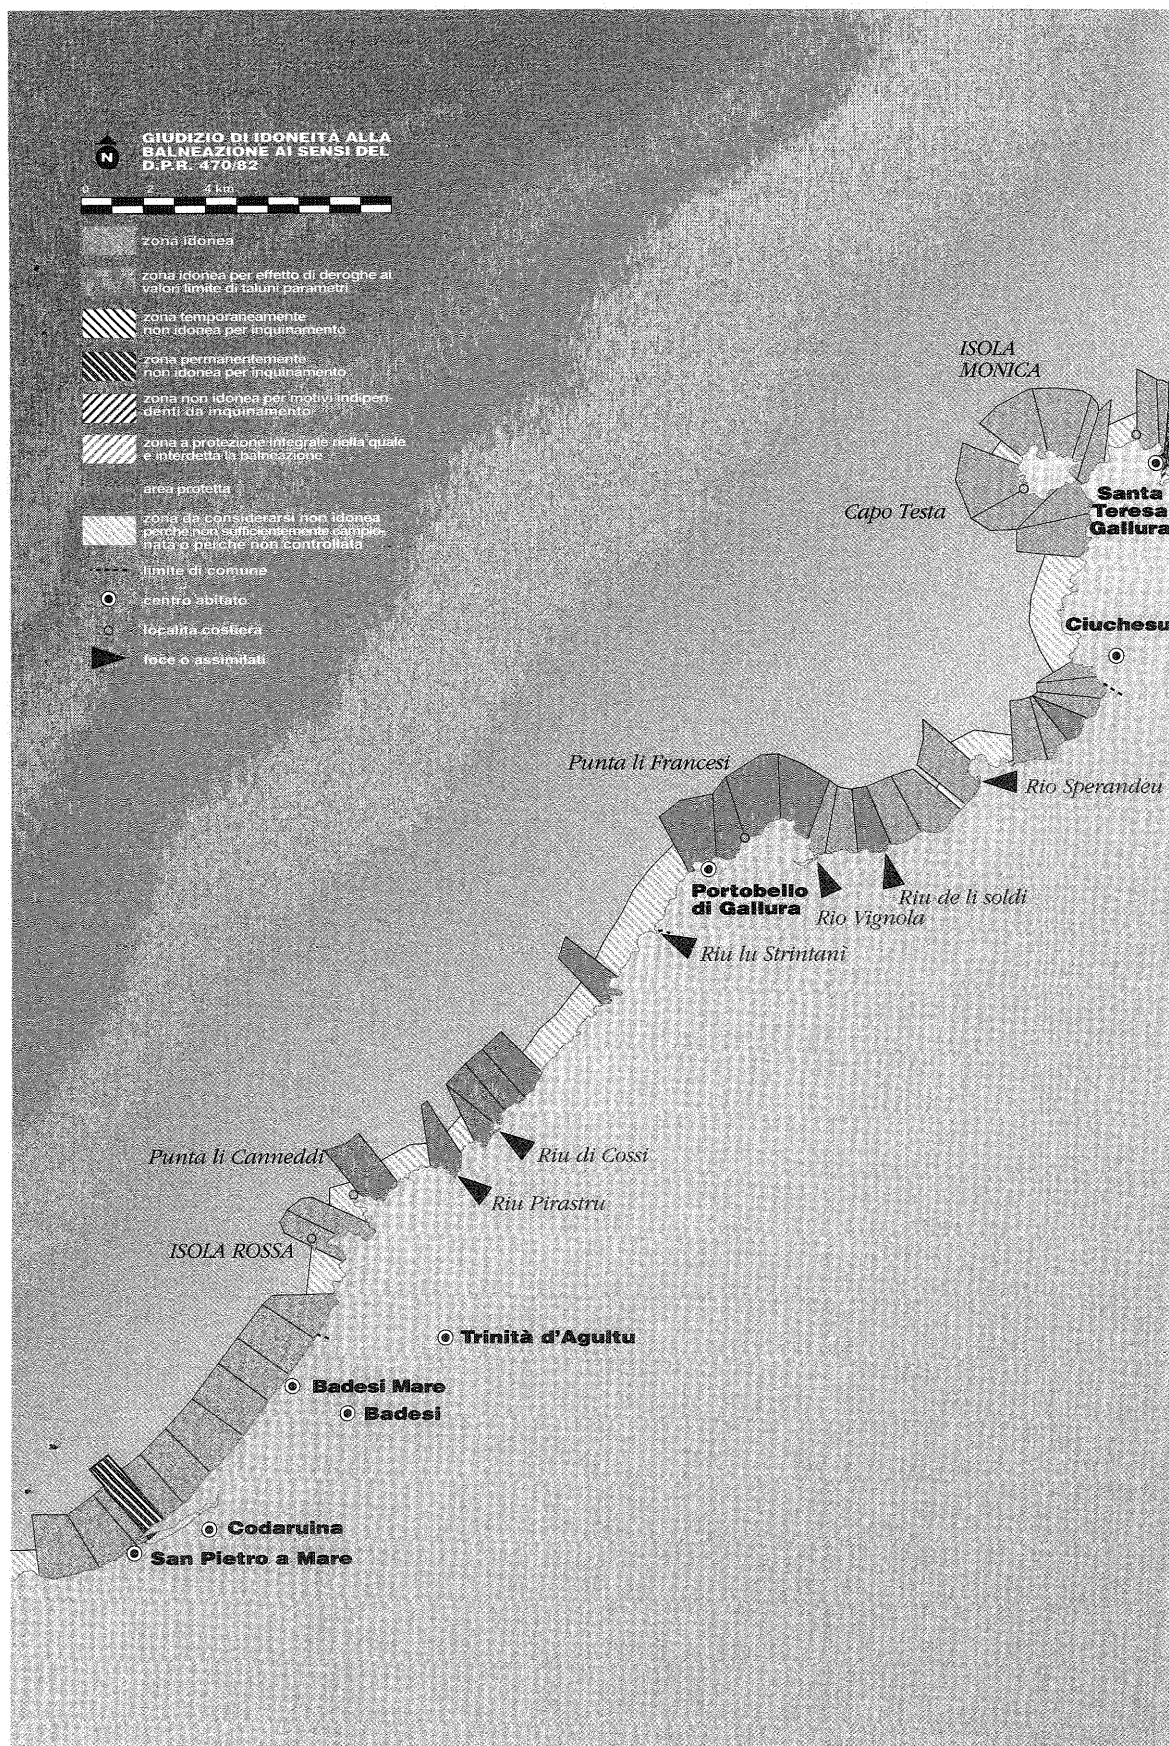 GIUDIZIO DI IDONEITÀ ALLA
BALNEAZIONE AI SENSI DEL
D.P.R. 470/82
N
0 2 4 km
zona idonea
zona idonea per effetto di deroghe ai
valori limite di taluni parametri
zona temporaneamente
non idonea per inquinamento
zona permanentemente
non idonea per inquinamento
zona non idonea per motivi indipen-
denti da inquinamento
zona a protezione integrale nella quale
e interdetta la balneazione
area protetta
zona da considerarsi non idonea
perche non sufficientemente campio-
nata o perche non controllata
limite di comune
centro abitato
localita costiera
foce o assimilati
ISOLA
MONICA
Capo Testa
Santa
Teresa
Gallura
Ciuchesu
Punta li Francesi
Rio Sperandeu
Portobello
di Gallura
Riu de li soldi
Rio Vignola
Riu lu Strintanì
Punta li Canneddi
Riu di Cossi
Riu Pirastru
ISOLA ROSSA
Trinità d'Agultu
Badesi Mare
Badesi
Codaruina
San Pietro a Mare